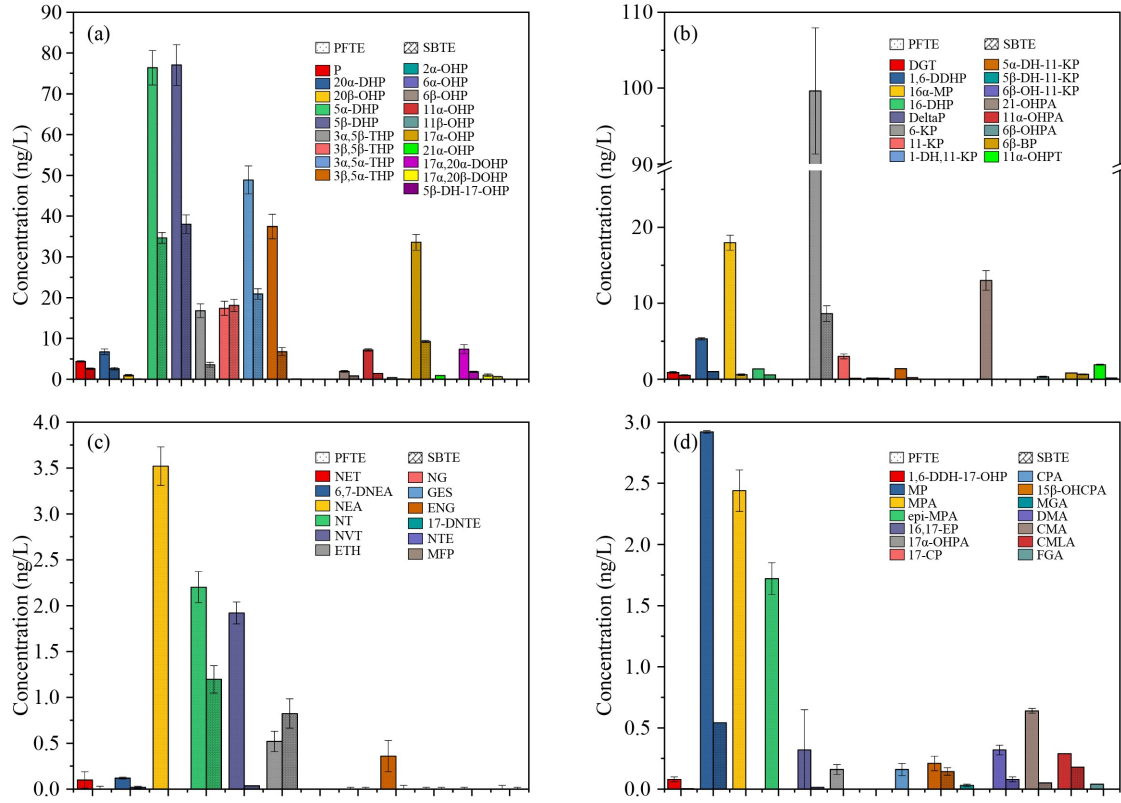 (a)
Concentration (ng/L)
90
80
70
60
50
40
30
20
10
0
PFTE SBTE
P 2α-OHP
20α-DHP 6α-OHP
20β-OHP 6β-OHP
5α-DHP 11α-OHP
5β-DHP 11β-OHP
3α,5β-THP 17α-OHP
3β,5β-THP 21α-OHP
3α,5α-THP 17α,20α-DOHP
3β,5α-THP 17α,20β-DOHP
5β-DH-17-OHP
(b)
Concentration (ng/L)
110
100
90
20
10
0
PFTE SBTE
DGT 5α-DH-11-KP
1,6-DDHP 5β-DH-11-KP
16α-MP 6β-OH-11-KP
16-DHP 21-OHPA
DeltaP 11α-OHPA
6-KP 6β-OHPA
11-KP 6β-BP
1-DH,11-KP 11α-OHPT
(c)
Concentration (ng/L)
4.0
3.5
3.0
2.5
2.0
1.5
1.0
0.5
0.0
PFTE SBTE
NET NG
6,7-DNEA GES
NEA ENG
NT 17-DNTE
NVT NTE
ETH MFP
(d)
Concentration (ng/L)
3.0
2.5
2.0
1.5
1.0
0.5
0.0
PFTE SBTE
1,6-DDH-17-OHP CPA
MP 15β-OHCPA
MPA MGA
epi-MPA DMA
16,17-EP CMA
17α-OHPA CMLA
17-CP FGA